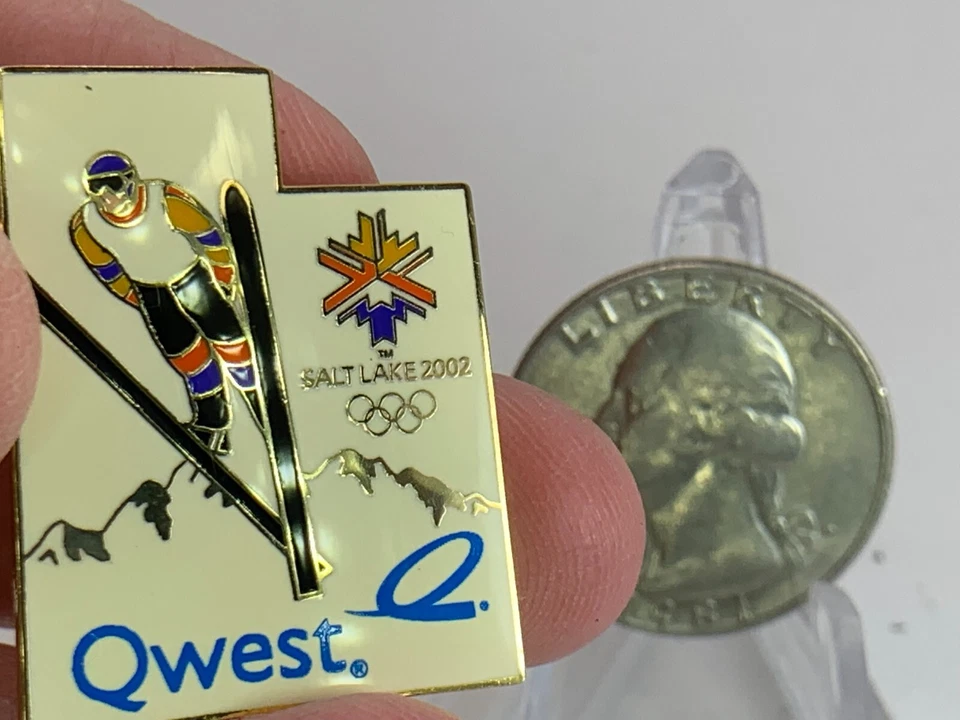 ™
SALT LAKE 2002
Q.
Qwest®
LIBERTY